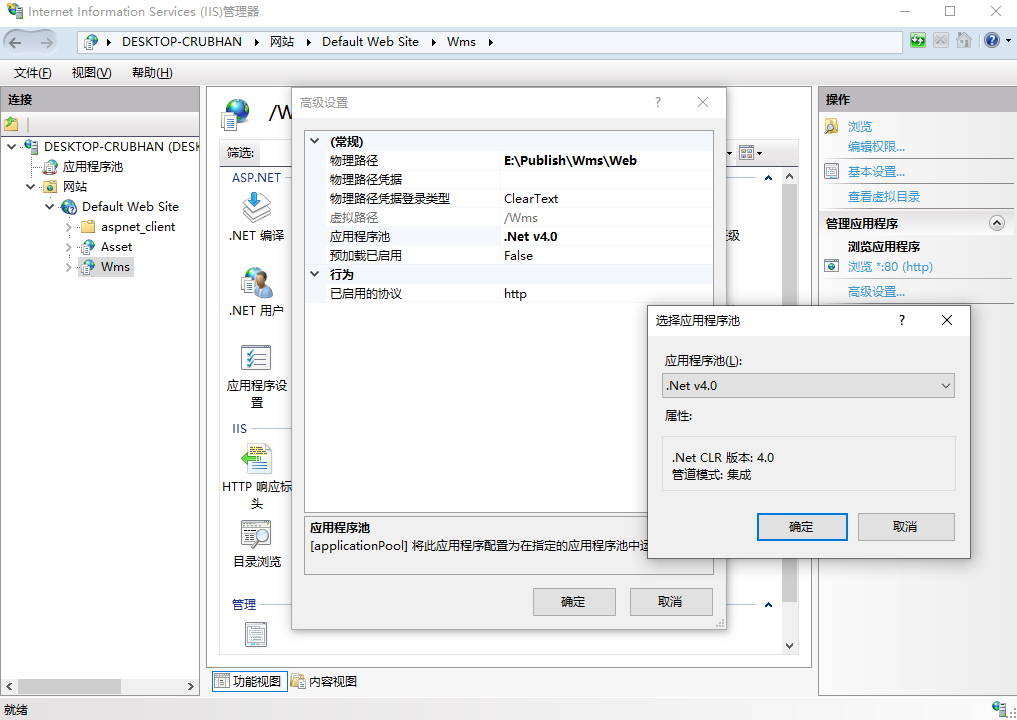 Internet Information Services (IIS)管理器
DESKTOP-CRUBHAN
网站
Default Web Site
Wms
文件(F)
视图(V)
帮助(H)
连接
DESKTOP-CRUBHAN (DESK
应用程序池
网站
Default Web Site
aspnet_client
Asset
Wms
/W
筛选:
ASP.NET
.NET 编译
.NET 用户
应用程序设
置
IIS
HTTP 响应标
头
目录浏览
管理
功能视图
内容视图
高级设置
?
(常规)
物理路径
E:\Publish\Wms\Web
物理路径凭据
物理路径凭据登录类型
ClearText
虚拟路径
/Wms
应用程序池
.Net v4.0
预加载已启用
False
行为
已启用的协议
http
应用程序池
[applicationPool] 将此应用程序配置为在指定的应用程序池中运
确定
取消
级
选择应用程序池
?
应用程序池(L):
.Net v4.0
属性:
.Net CLR 版本: 4.0
管道模式: 集成
确定
取消
操作
浏览
编辑权限...
基本设置...
查看虚拟目录
管理应用程序
浏览应用程序
浏览 *:80 (http)
高级设置...
就绪